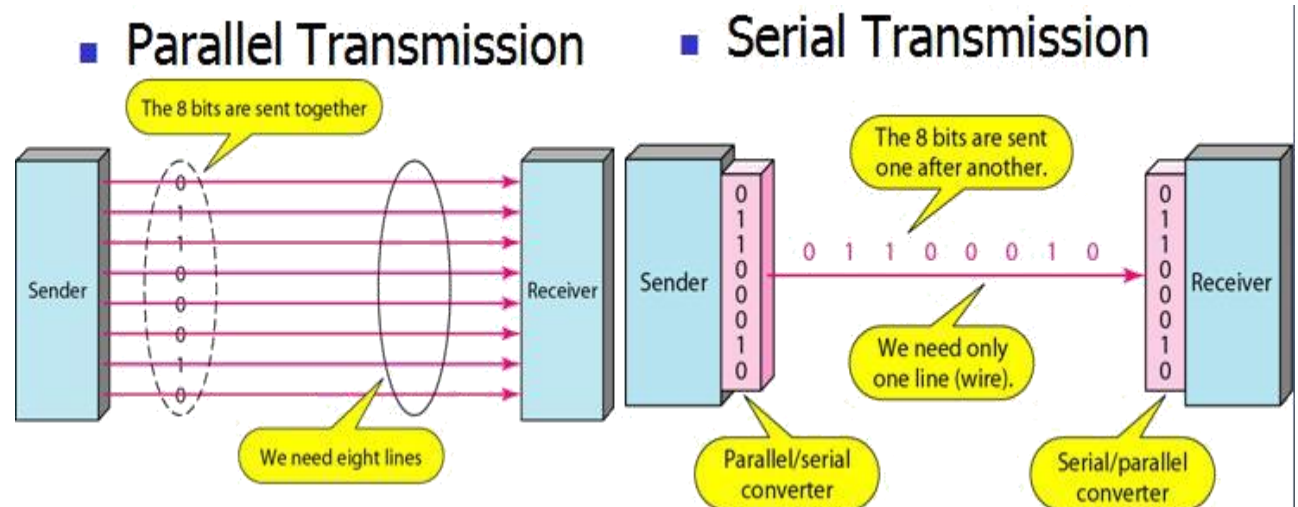 Parallel Transmission
The 8 bits are sent together
Sender
0
1
1
0
0
0
1
0
Receiver
We need eight lines
Serial Transmission
The 8 bits are sent
one after another.
Sender
0
1
1
0
0
0
1
0
0 1 1 0 0 0 1 0
0
1
1
0
0
0
1
0
Receiver
We need only
one line (wire).
Parallel/serial
converter
Serial/parallel
converter